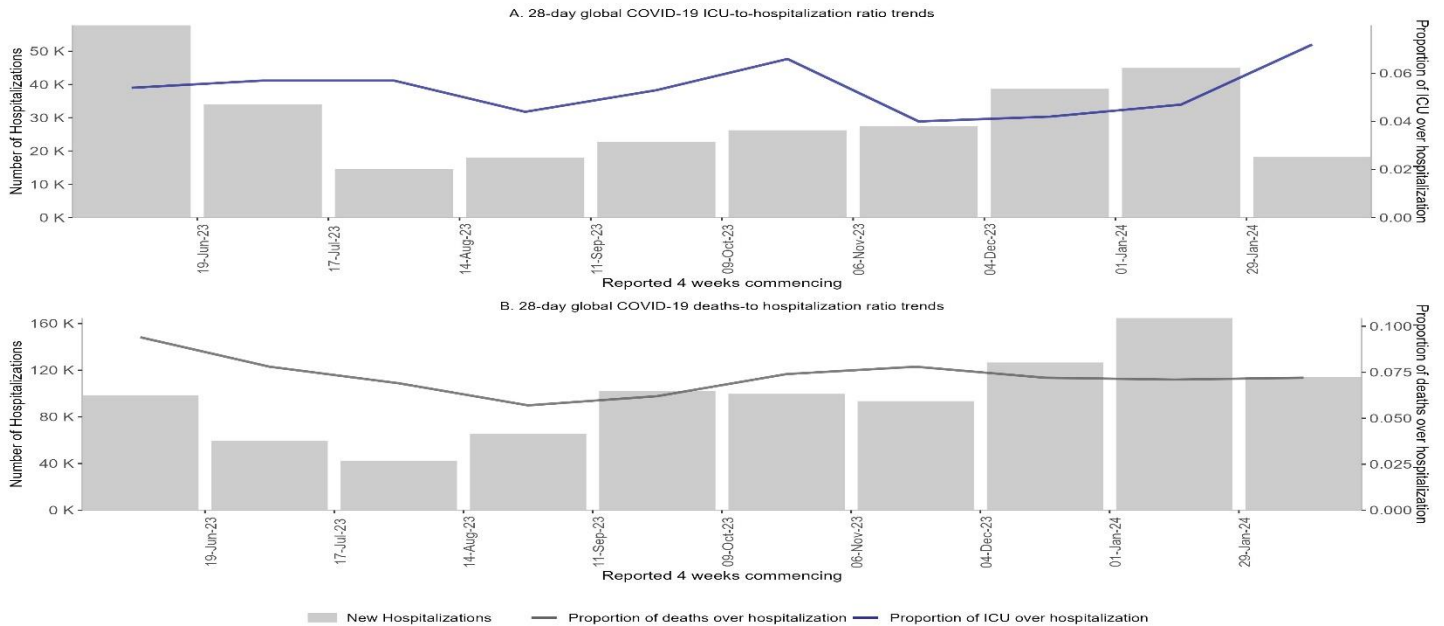 A. 28-day global COVID-19 ICU-to-hospitalization ratio trends
Number of Hospitalizations
50 K
40 K
30 K
20 K
10 K
0 K
0.06
0.04
0.02
0.00
Proportion of ICU over
hospitalization
19-Jun-23
17-Jul-23
14-Aug-23
11-Sep-23
09-Oct-23
06-Nov-23
04-Dec-23
01-Jan-24
29-Jan-24
Reported 4 weeks commencing
B. 28-day global COVID-19 deaths-to hospitalization ratio trends
Number of Hospitalizations
160 K
120 K
80 K
40 K
0 K
0.100
0.075
0.050
0.025
0.000
Proportion of deaths over hospitalization
19-Jun-23
17-Jul-23
14-Aug-23
11-Sep-23
09-Oct-23
06-Nov-23
04-Dec-23
01-Jan-24
29-Jan-24
Reported 4 weeks commencing
New Hospitalizations
Proportion of deaths over hospitalization
Proportion of ICU over hospitalization